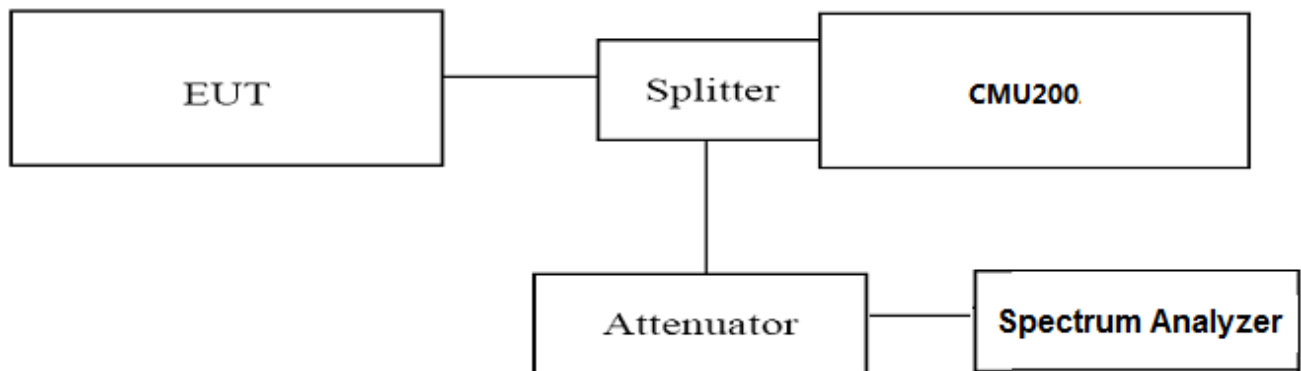 EUT
Splitter
CMU200
Attenuator
Spectrum Analyzer